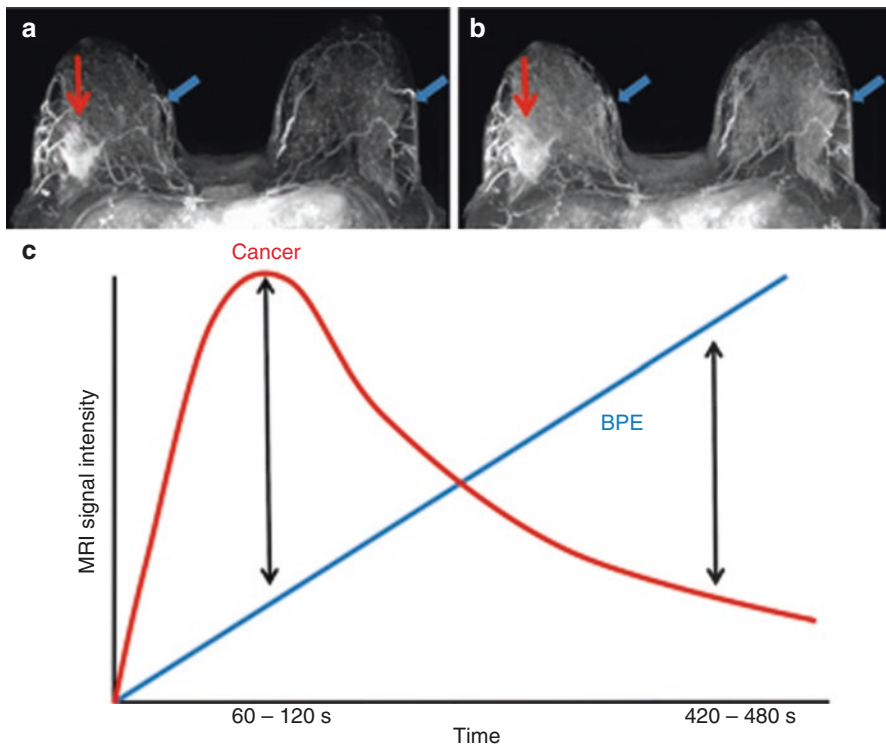 a
b
c
Cancer
MRI signal intensity
BPE
60 – 120 s
420 – 480 s
Time